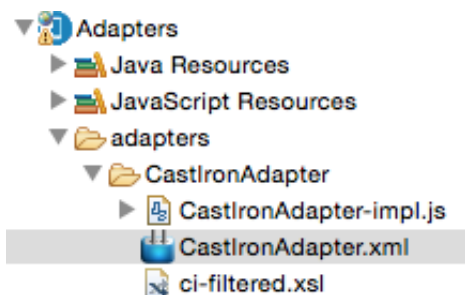 Adapters
Java Resources
JavaScript Resources
adapters
CastIronAdapter
CastIronAdapter-impl.js
CastIronAdapter.xml
ci-filtered.xsl